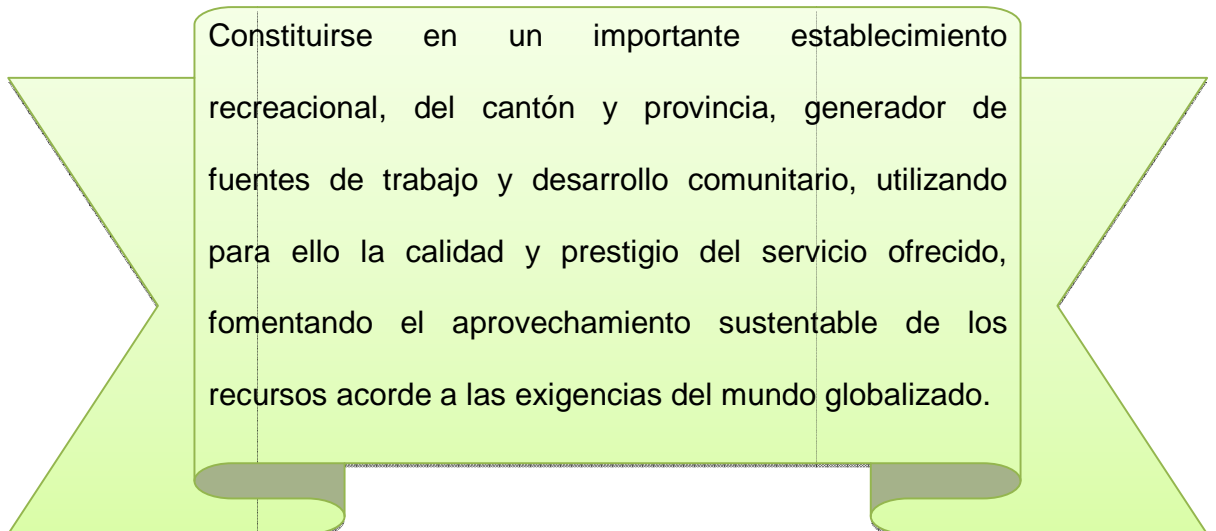 Constituirse en un importante establecimiento
recreacional, del cantón y provincia, generador de
fuentes de trabajo y desarrollo comunitario, utilizando
para ello la calidad y prestigio del servicio ofrecido,
fomentando el aprovechamiento sustentable de los
recursos acorde a las exigencias del mundo globalizado.